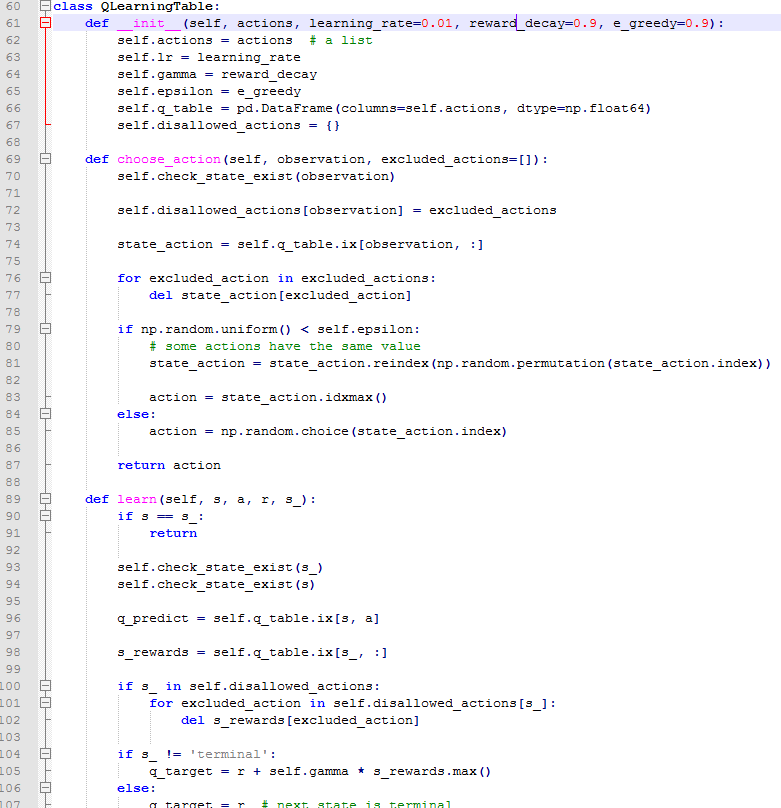 60 class QLearningTable:
61     def __init__(self, actions, learning_rate=0.01, reward_decay=0.9, e_greedy=0.9):
62         self.actions = actions  # a list
63         self.lr = learning_rate
64         self.gamma = reward_decay
65         self.epsilon = e_greedy
66         self.q_table = pd.DataFrame(columns=self.actions, dtype=np.float64)
67         self.disallowed_actions = {}
68
69     def choose_action(self, observation, excluded_actions=[]):
70         self.check_state_exist(observation)
71
72         self.disallowed_actions[observation] = excluded_actions
73
74         state_action = self.q_table.ix[observation, :]
75
76         for excluded_action in excluded_actions:
77             del state_action[excluded_action]
78
79         if np.random.uniform() < self.epsilon:
80             # some actions have the same value
81             state_action = state_action.reindex(np.random.permutation(state_action.index))
82
83             action = state_action.idxmax()
84         else:
85             action = np.random.choice(state_action.index)
86
87         return action
88
89     def learn(self, s, a, r, s_):
90         if s == s_:
91             return
92
93         self.check_state_exist(s_)
94         self.check_state_exist(s)
95
96         q_predict = self.q_table.ix[s, a]
97
98         s_rewards = self.q_table.ix[s_, :]
99
100         if s_ in self.disallowed_actions:
101             for excluded_action in self.disallowed_actions[s_]:
102                 del s_rewards[excluded_action]
103
104         if s_ != 'terminal':
105             q_target = r + self.gamma * s_rewards.max()
106         else:
107             q_target = r  # next state is terminal